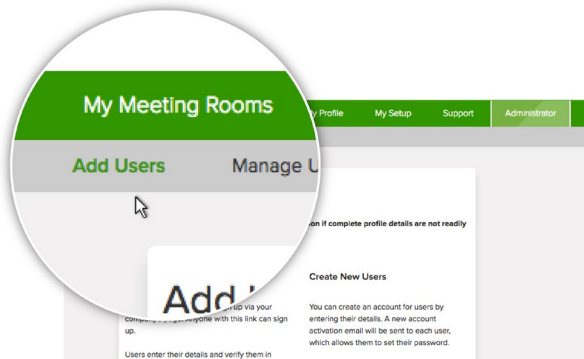 My Meeting Rooms
Profile My Setup Support Administrator
Add Users Manage
if complete profile details are not readily
Add
Create New Users
up via your
anyone with this link can sign
up.
Users enter their details and verify them in
You can create an account for users by
entering their details. A new account
activation email will be sent to each user,
which allows them to set their password.